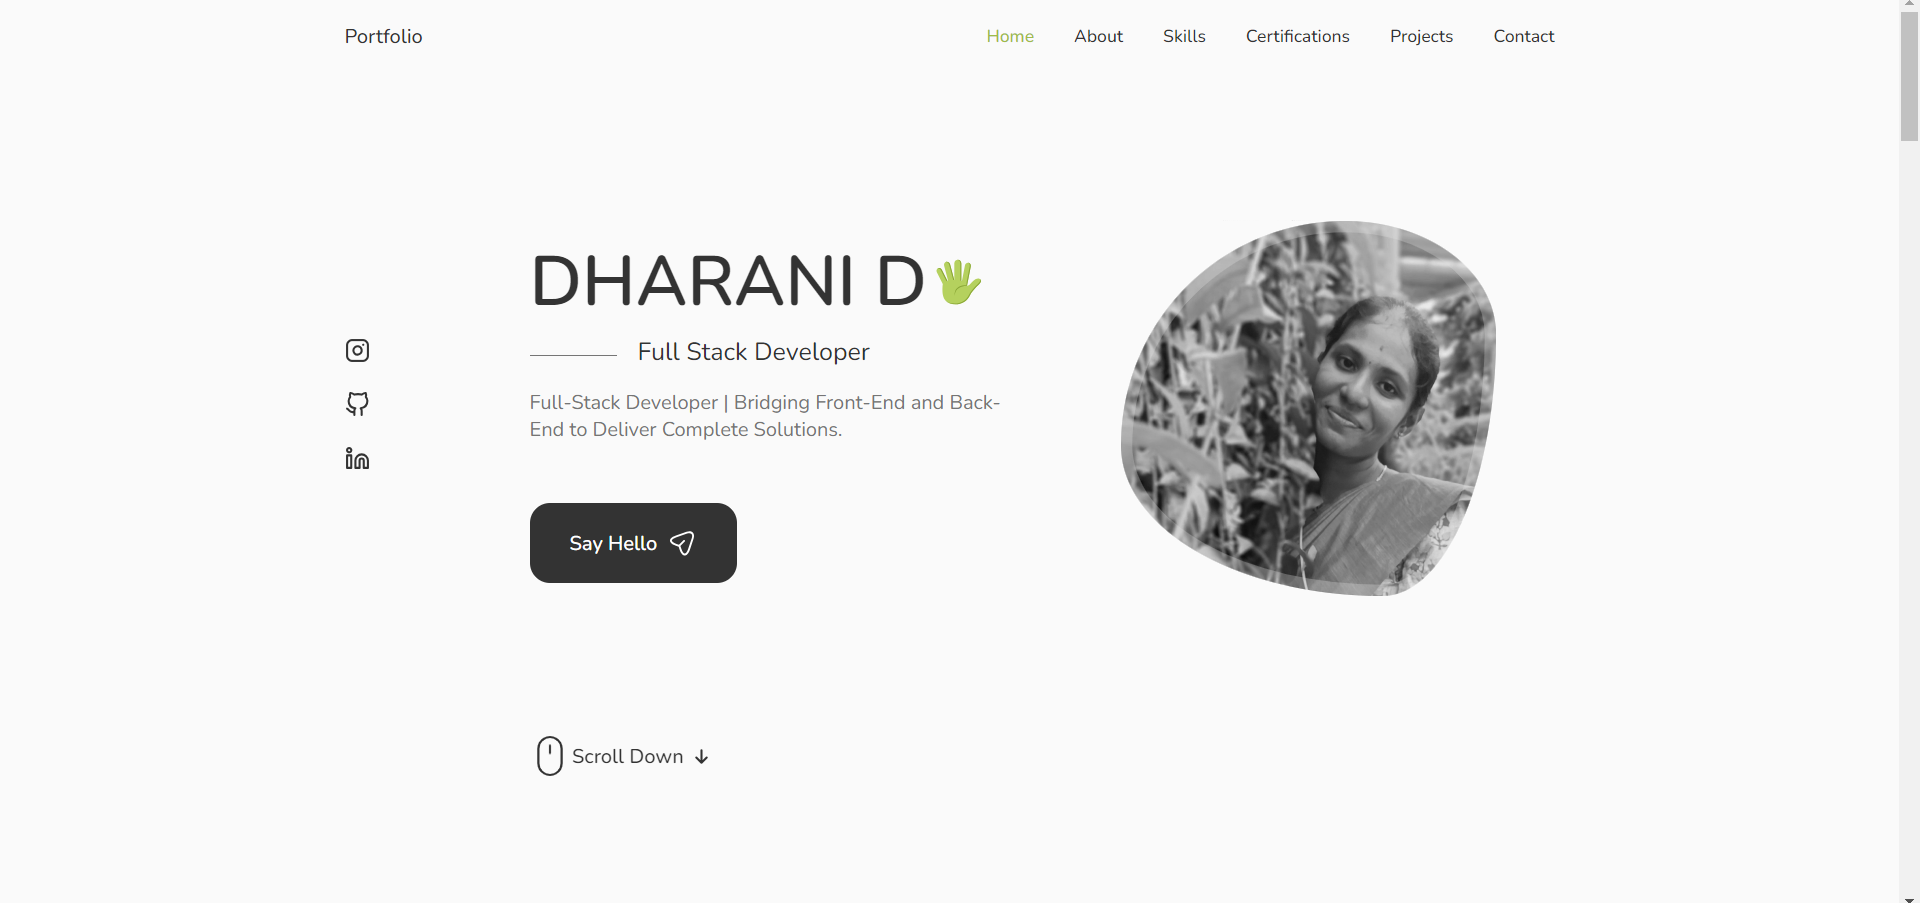 Portfolio
Home About Skills Certifications Projects Contact
DHARANI D
Full Stack Developer
Full-Stack Developer | Bridging Front-End and Back-
End to Deliver Complete Solutions.
Say Hello
Scroll Down